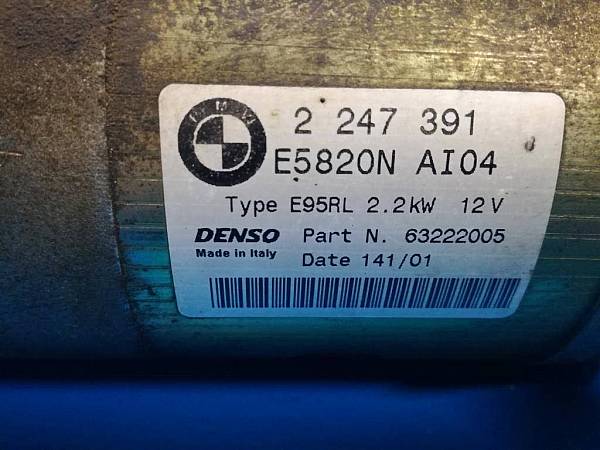 BMW
2 247 391
E5820N AI04
Type E95RL 2.2kW 12V
DENSO Part N. 63222005
Made in Italy
Date 141/01